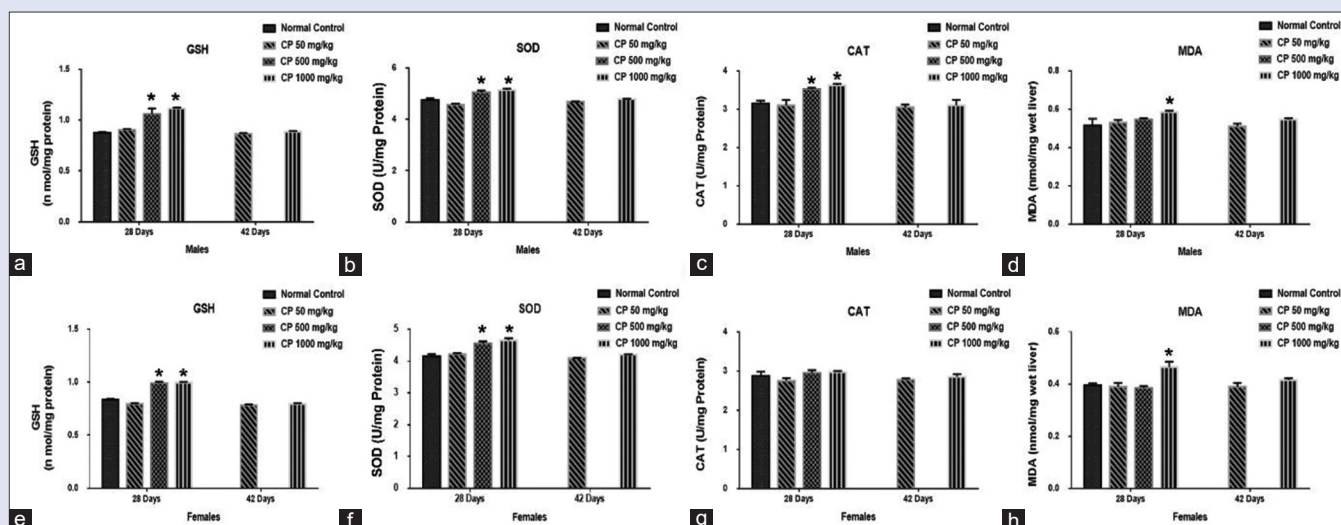 GSH
Normal Control
CP 50 mg/kg
CP 500 mg/kg
CP 1000 mg/kg
GSH
(n mol/mg protein)
1.5
1.0
0.5
0.0
* *
28 Days 42 Days
Males
a
SOD
Normal Control
CP 50 mg/kg
CP 500 mg/kg
CP 1000 mg/kg
SOD (U/mg Protein)
6
4
2
0
* *
28 Days 42 Days
Males
b
CAT
Normal Control
CP 50 mg/kg
CP 500 mg/kg
CP 1000 mg/kg
CAT (U/mg Protein)
4
3
2
1
0
* *
28 Days 42 Days
Males
c
MDA
Normal Control
CP 50 mg/kg
CP 500 mg/kg
CP 1000 mg/kg
MDA (nmol/mg wet liver)
0.8
0.6
0.4
0.2
0.0
*
28 Days 42 Days
Males
d
GSH
Normal Control
CP 50 mg/kg
CP 500 mg/kg
CP 1000 mg/kg
GSH
(n mol/mg protein)
1.5
1.0
0.5
0.0
* *
28 Days 42 Days
Females
e
SOD
Normal Control
CP 50 mg/kg
CP 500 mg/kg
CP 1000 mg/kg
SOD (U/mg Protein)
5
4
3
2
1
0
* *
28 Days 42 Days
Females
f
CAT
Normal Control
CP 50 mg/kg
CP 500 mg/kg
CP 1000 mg/kg
CAT (U/mg Protein)
4
3
2
1
0
28 Days 42 Days
Females
g
MDA
Normal Control
CP 50 mg/kg
CP 500 mg/kg
CP 1000 mg/kg
MDA (nmol/mg wet liver)
0.6
0.4
0.2
0.0
*
28 Days 42 Days
Females
h